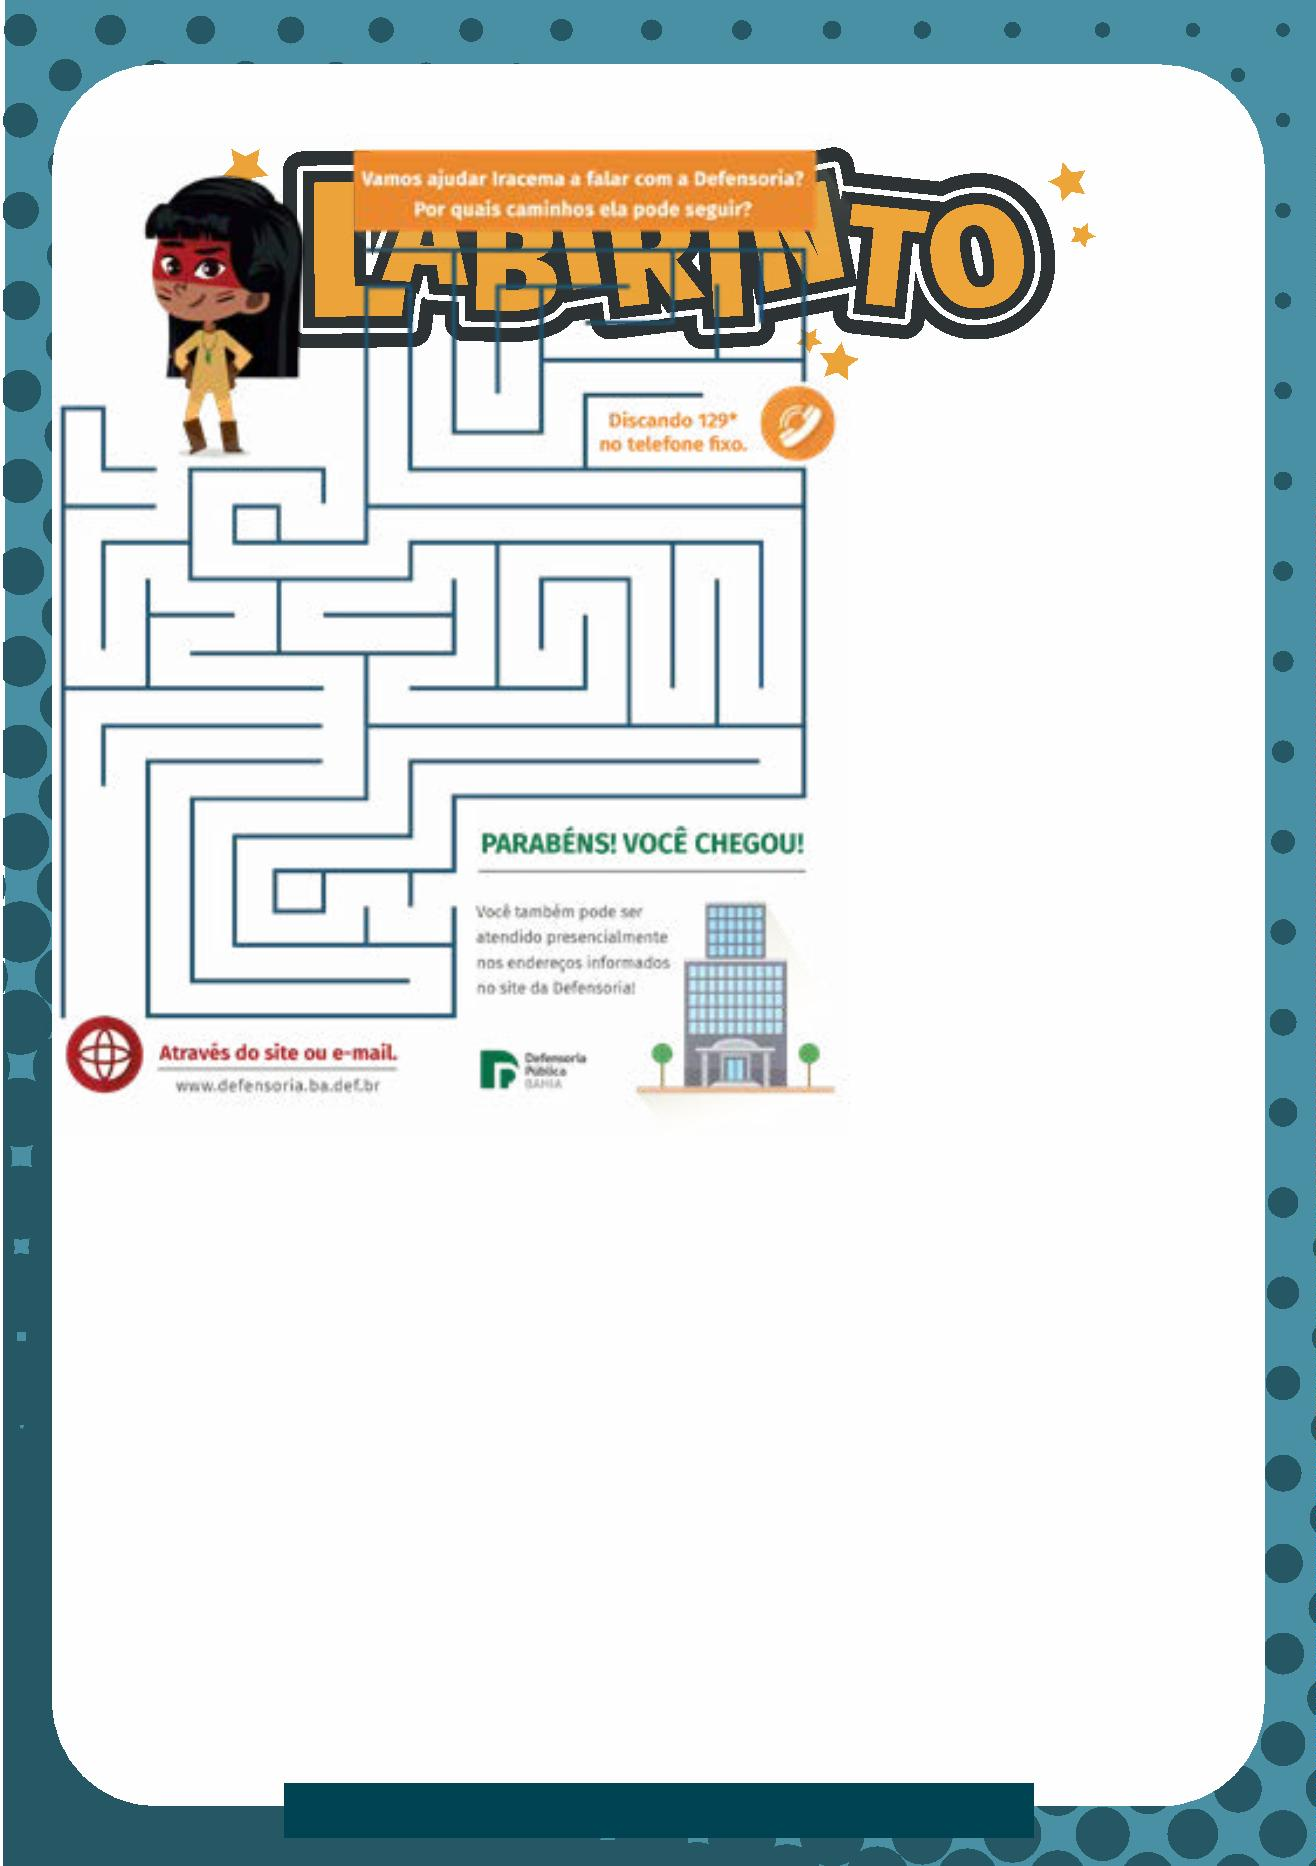 Vamos ajudar Iracema a falar com a Defensoria?
Por quais caminhos ela pode seguir?
LABIRINTO
Discando 129*
no telefone fixo.
PARABÉNS! VOCÊ CHEGOU!
Você também pode ser
atendido presencialmente
nos endereços informados
no site da Defensoria!
Através do site ou e-mail.
www.defensoria.ba.def.br
Defensoria
Pública
BAHIA